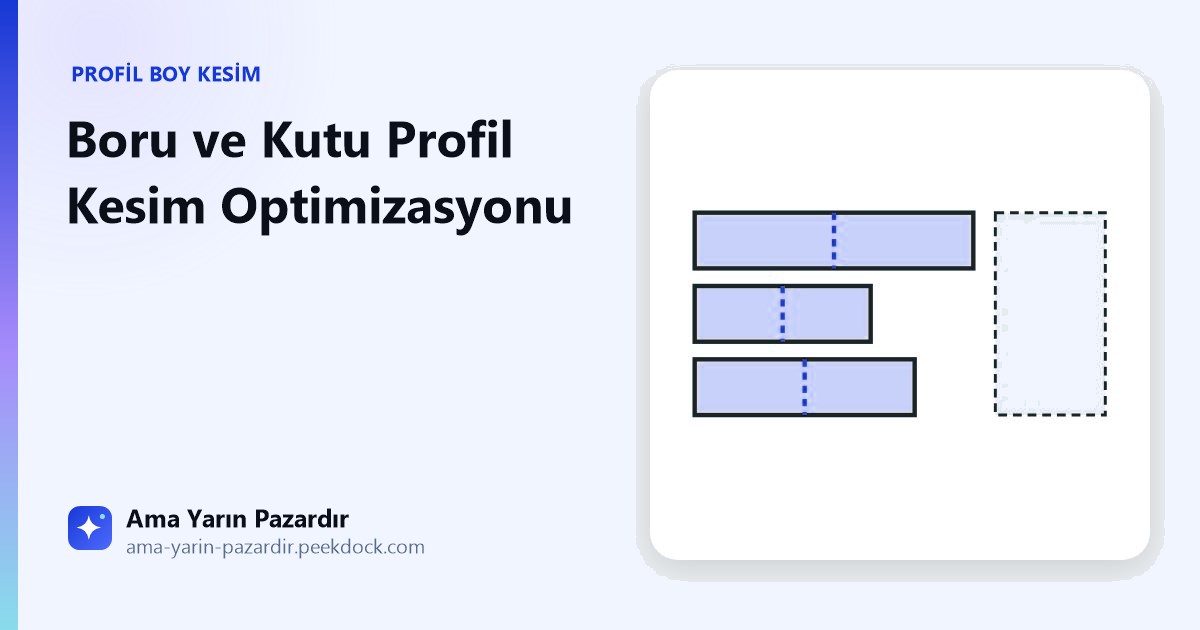 PROFİL BOY KESİM
Boru ve Kutu Profil
Kesim Optimizasyonu
Ama Yarın Pazardır
ama-yarin-pazardir.peekdock.com